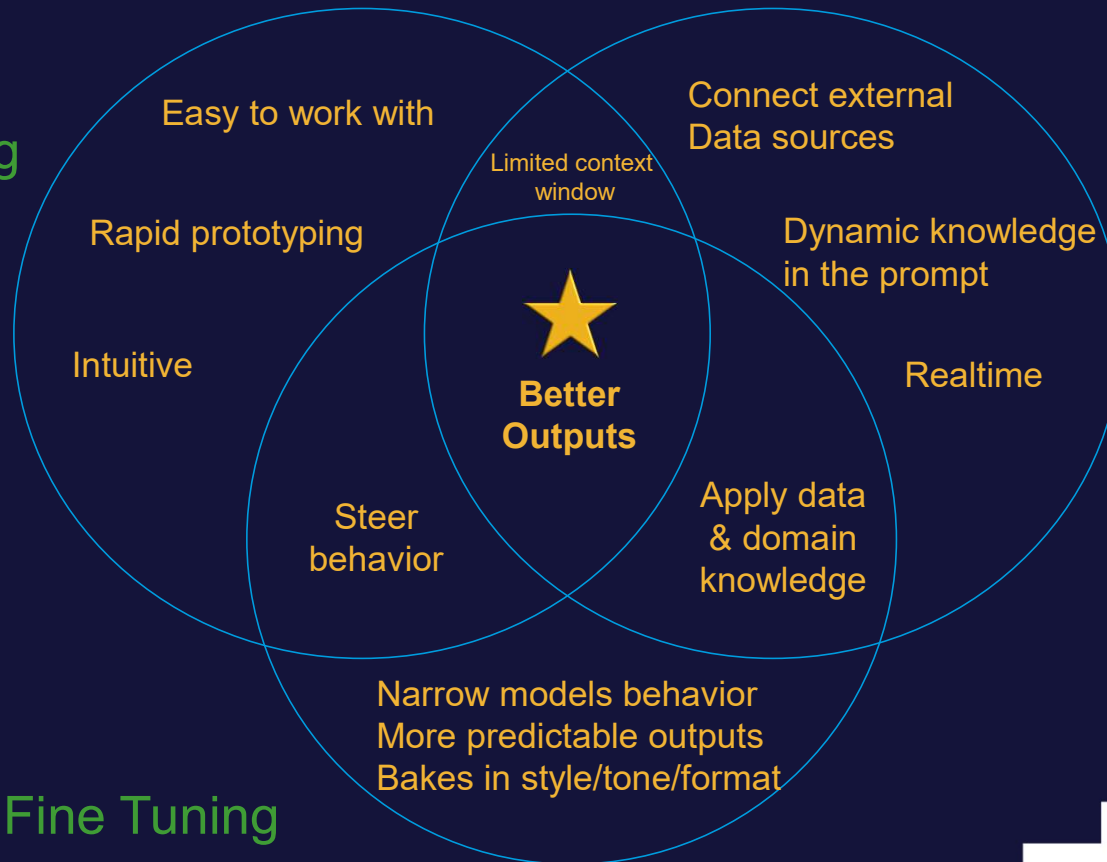 Easy to work with
Connect external
Data sources
g
Limited context
window
Rapid prototyping
Dynamic knowledge
in the prompt
Intuitive
Realtime
Better
Outputs
Steer
behavior
Apply data
& domain
knowledge
Narrow models behavior
More predictable outputs
Bakes in style/tone/format
Fine Tuning